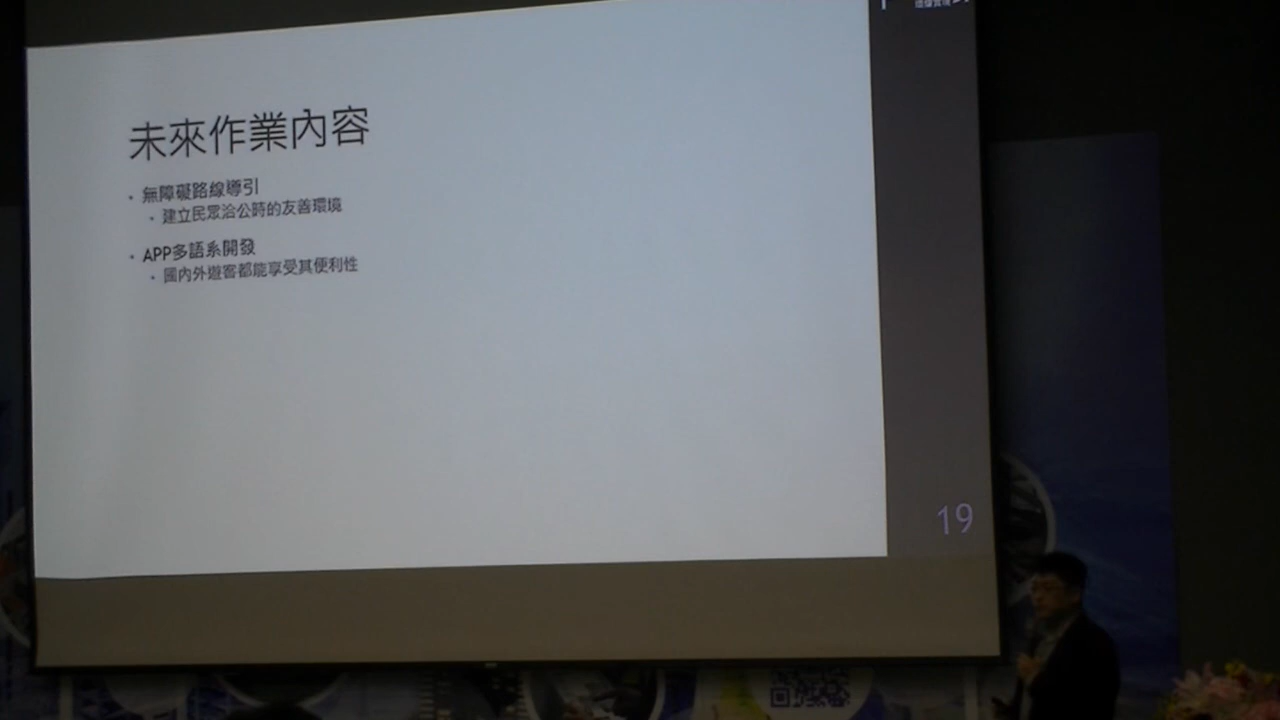 未來作業內容
• 無障礙路線導引
• 建立民眾洽公時的友善環境
• APP多語系開發
• 國內外遊客都能享受其便利性
19